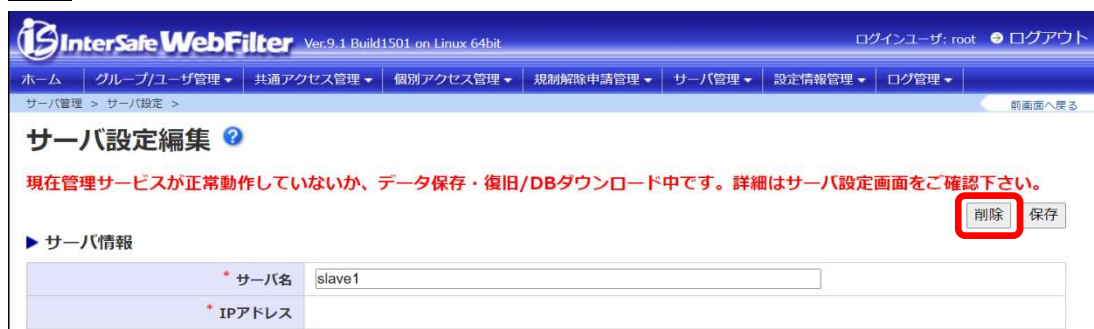 InterSafe WebFilter Ver.9.1 Build1501 on Linux 64bit ログインユーザ: root ログアウト
ホーム グループ/ユーザ管理▼ 共通アクセス管理▼ 個別アクセス管理▼ 規制解除申請管理▼ サーバ管理▼ 設定情報管理▼ ログ管理▼
サーバ管理 > サーバ設定 > 前画面へ戻る
サーバ設定編集 ?
現在管理サービスが正常動作していないか、データ保存・復旧/DBダウンロード中です。詳細はサーバ設定画面をご確認下さい。
削除 保存
▶ サーバ情報
* サーバ名 slave1
* IPアドレス